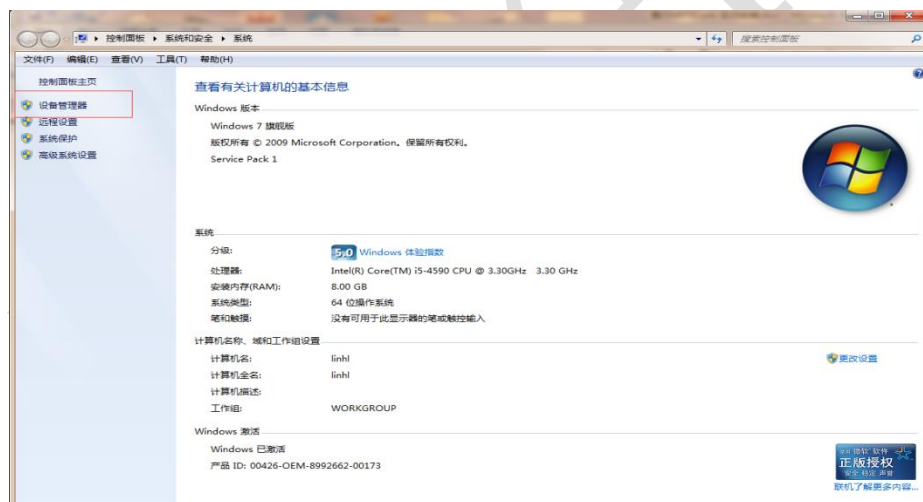 控制面板 ▸ 系统和安全 ▸ 系统
搜索控制面板
文件(F) 编辑(E) 查看(V) 工具(T) 帮助(H)
控制面板主页
设备管理器
远程设置
系统保护
高级系统设置
查看有关计算机的基本信息
Windows 版本
Windows 7 旗舰版
版权所有 © 2009 Microsoft Corporation。保留所有权利。
Service Pack 1
系统
分级:
5.0 Windows 体验指数
处理器:
Intel(R) Core(TM) i5-4590 CPU @ 3.30GHz 3.30 GHz
安装内存(RAM):
8.00 GB
系统类型:
64 位操作系统
笔和触摸:
没有可用于此显示器的笔或触控输入
计算机名称、域和工作组设置
计算机名:
linhl
更改设置
计算机全名:
linhl
计算机描述:
工作组:
WORKGROUP
Windows 激活
Windows 已激活
产品 ID: 00426-OEM-8992662-00173
微软 软件
正版授权
安全 稳定 声誉
联机了解更多内容...